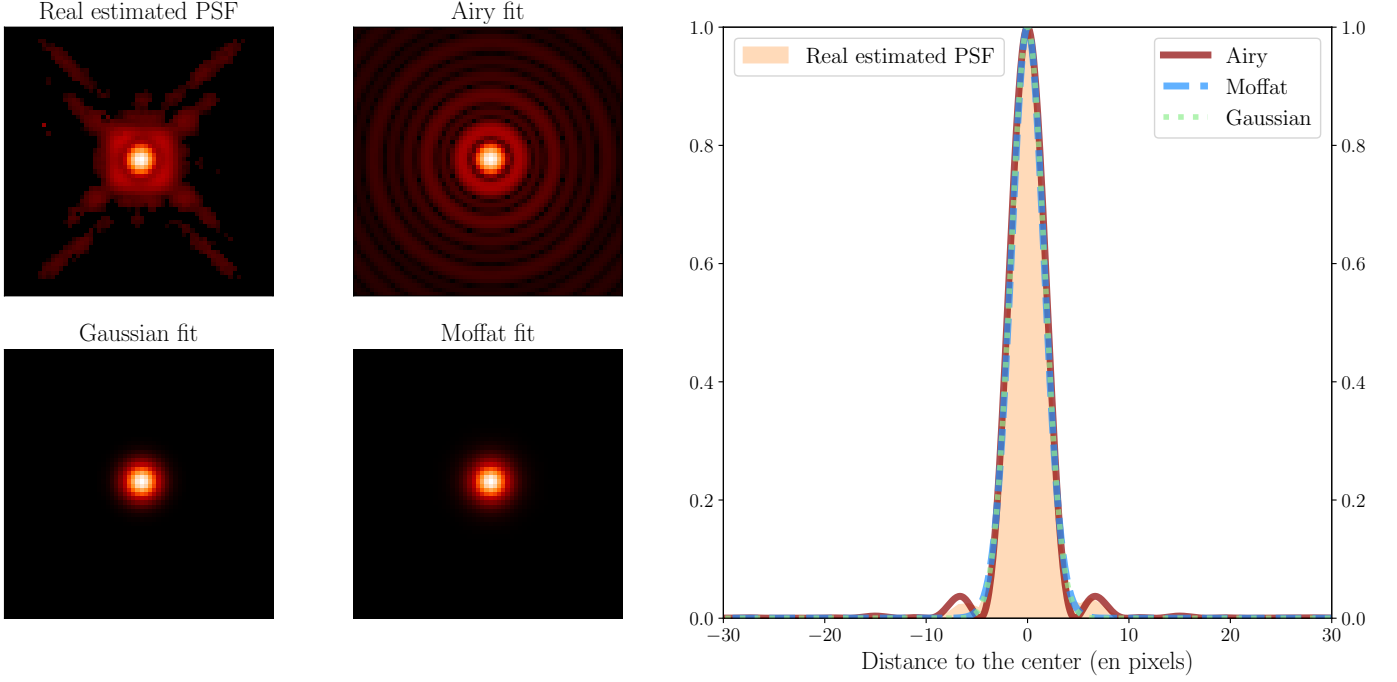 Real estimated PSF
Airy fit
Gaussian fit
Moffat fit
Real estimated PSF
Airy
Moffat
Gaussian
1.0
0.8
0.6
0.4
0.2
0.0
1.0
0.8
0.6
0.4
0.2
0.0
−30 −20 −10 0 10 20 30
Distance to the center (en pixels)